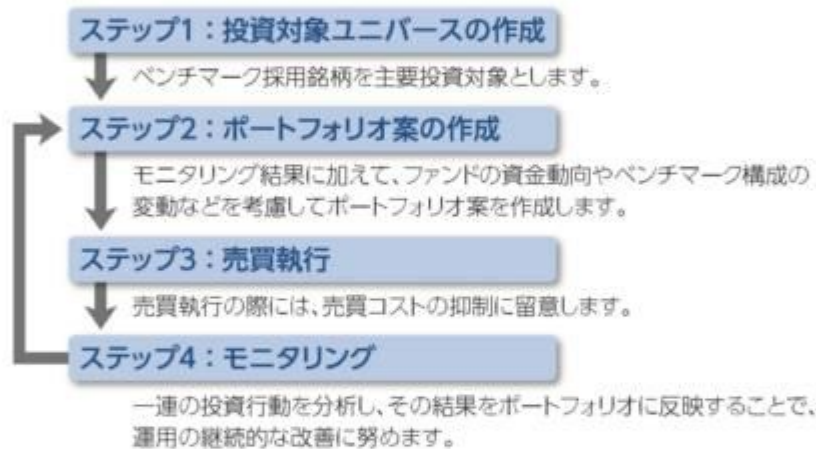 ステップ1：投資対象ユニバースの作成
ベンチマーク採用銘柄を主要投資対象とします。
ステップ2：ポートフォリオ案の作成
モニタリング結果に加えて、ファンドの資金動向やベンチマーク構成の
変動などを考慮してポートフォリオ案を作成します。
ステップ3：売買執行
売買執行の際には、売買コストの抑制に留意します。
ステップ4：モニタリング
一連の投資行動を分析し、その結果をポートフォリオに反映することで、
運用の継続的な改善に努めます。